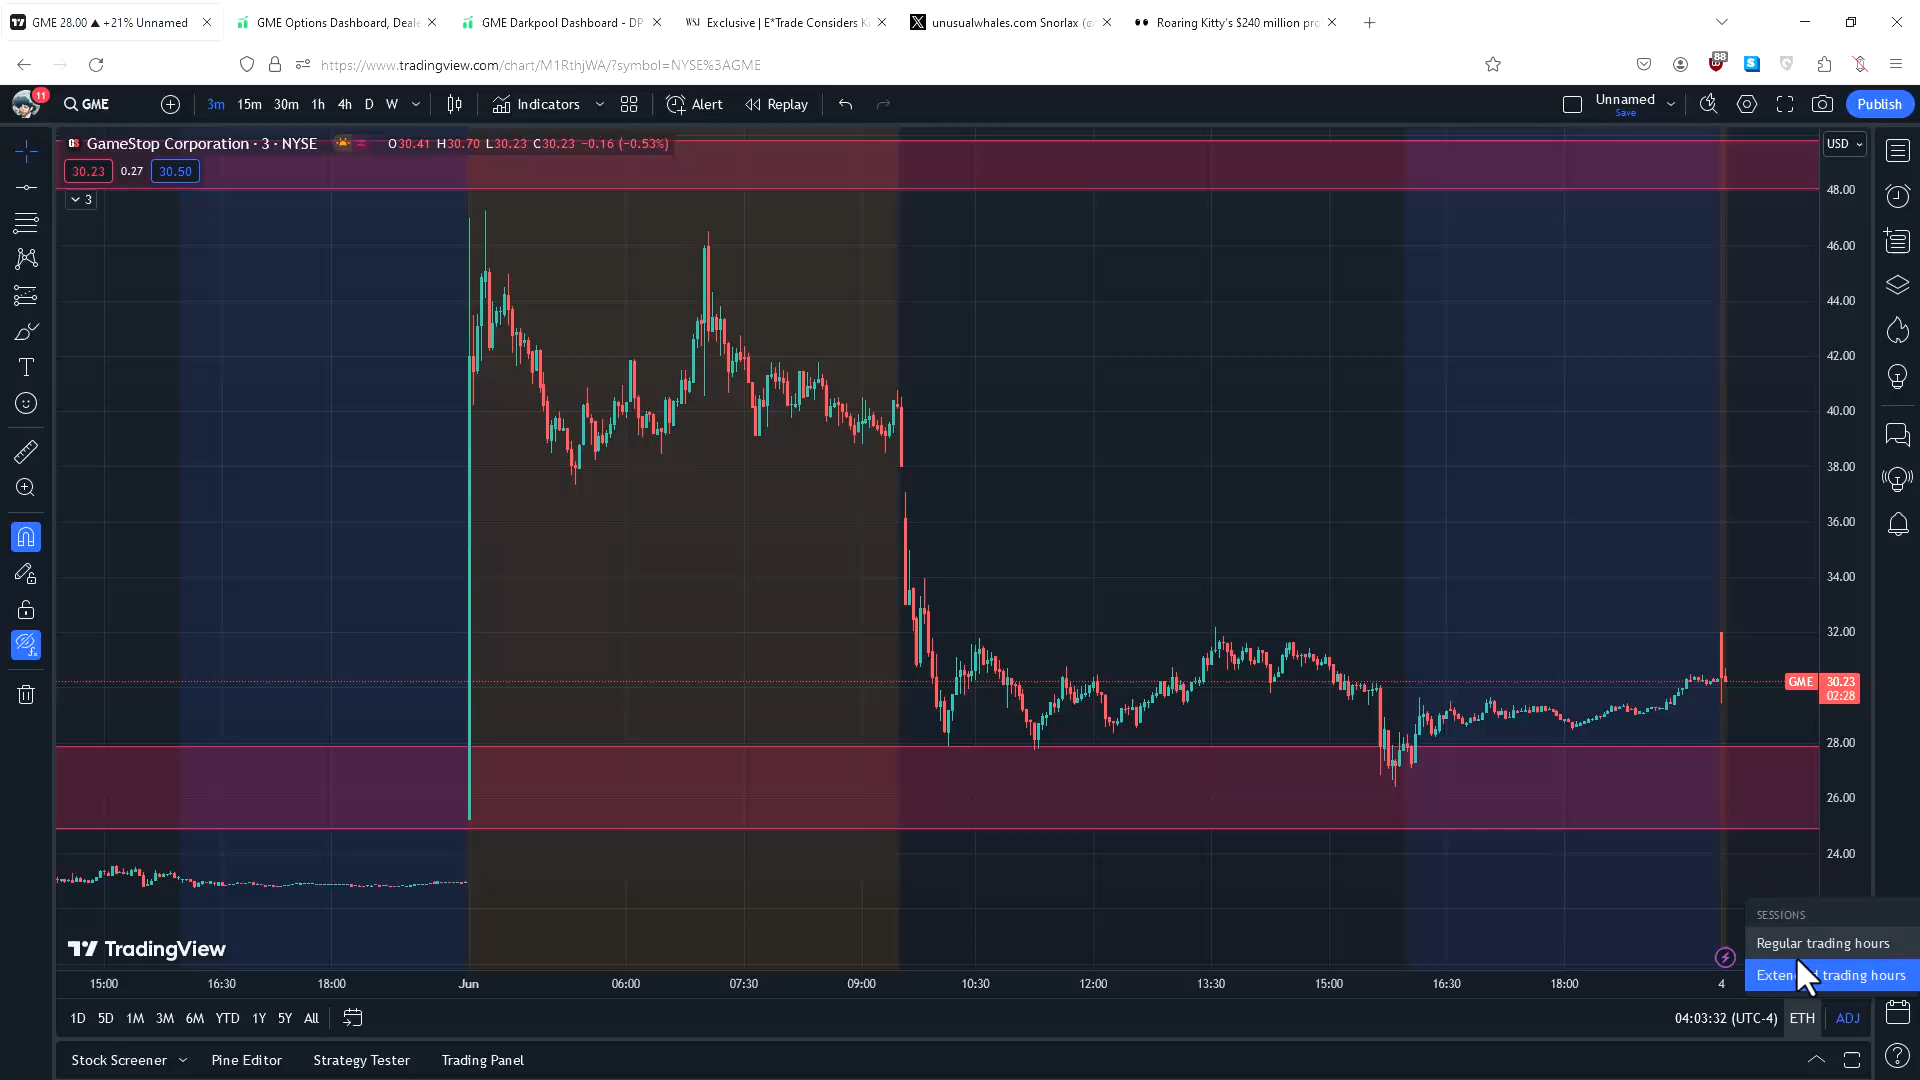 GME 28.00 ▲ +21% Unnamed
GME Options Dashboard, Deale
GME Darkpool Dashboard - DP
WSJ Exclusive | E*Trade Considers Ki
unusualwhales.com Snorlax (@
Roaring Kitty's $240 million pro
https://www.tradingview.com/chart/M1RthjWA/?symbol=NYSE%3AGME
88
S
11
GME
3m 15m 30m 1h 4h D W
Indicators
Alert
Replay
Unnamed
Save
Publish
GameStop Corporation · 3 · NYSE
O30.41 H30.70 L30.23 C30.23 −0.16 (−0.53%)
30.23 0.27 30.50
3
USD
48.00
46.00
44.00
42.00
40.00
38.00
36.00
34.00
32.00
GME 30.23
02:28
28.00
26.00
24.00
TradingView
SESSIONS
Regular trading hours
Exten trading hours
15:00 16:30 18:00 Jun 06:00 07:30 09:00 10:30 12:00 13:30 15:00 16:30 18:00 4
1D 5D 1M 3M 6M YTD 1Y 5Y All
04:03:32 (UTC-4) ETH ADJ
Stock Screener Pine Editor Strategy Tester Trading Panel